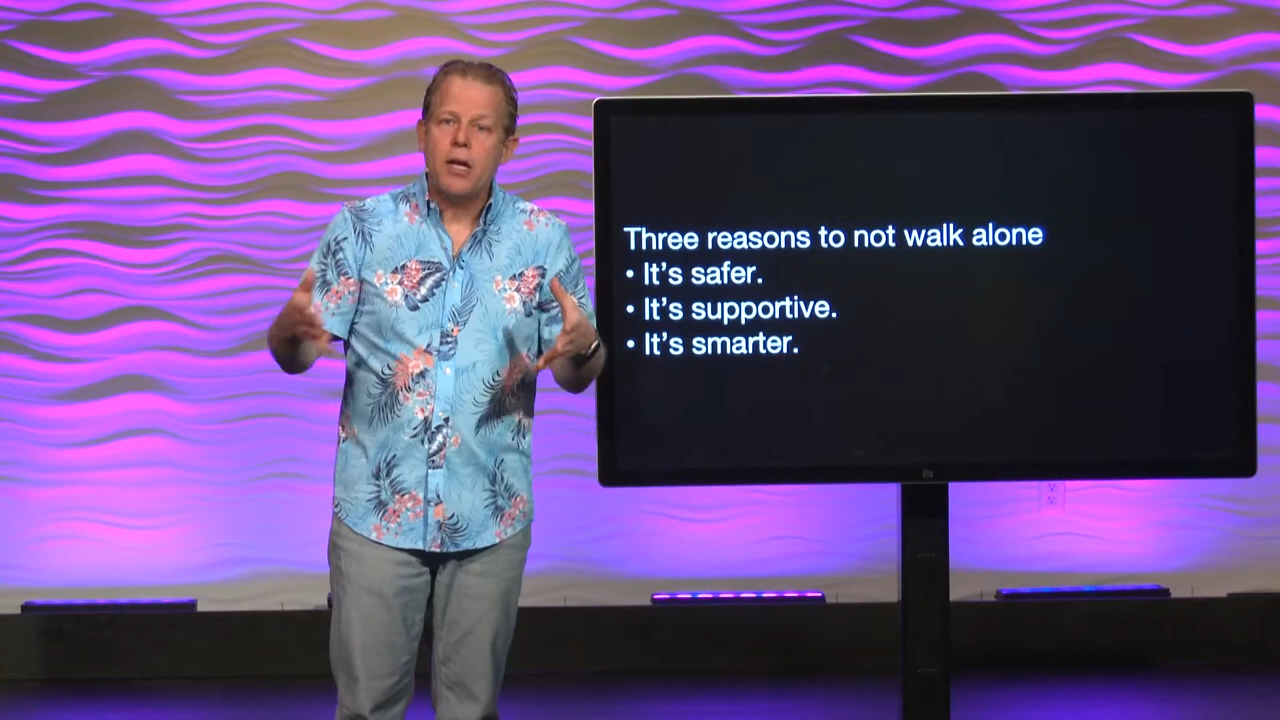 Three reasons to not walk alone
• It's safer.
• It's supportive.
• It's smarter.